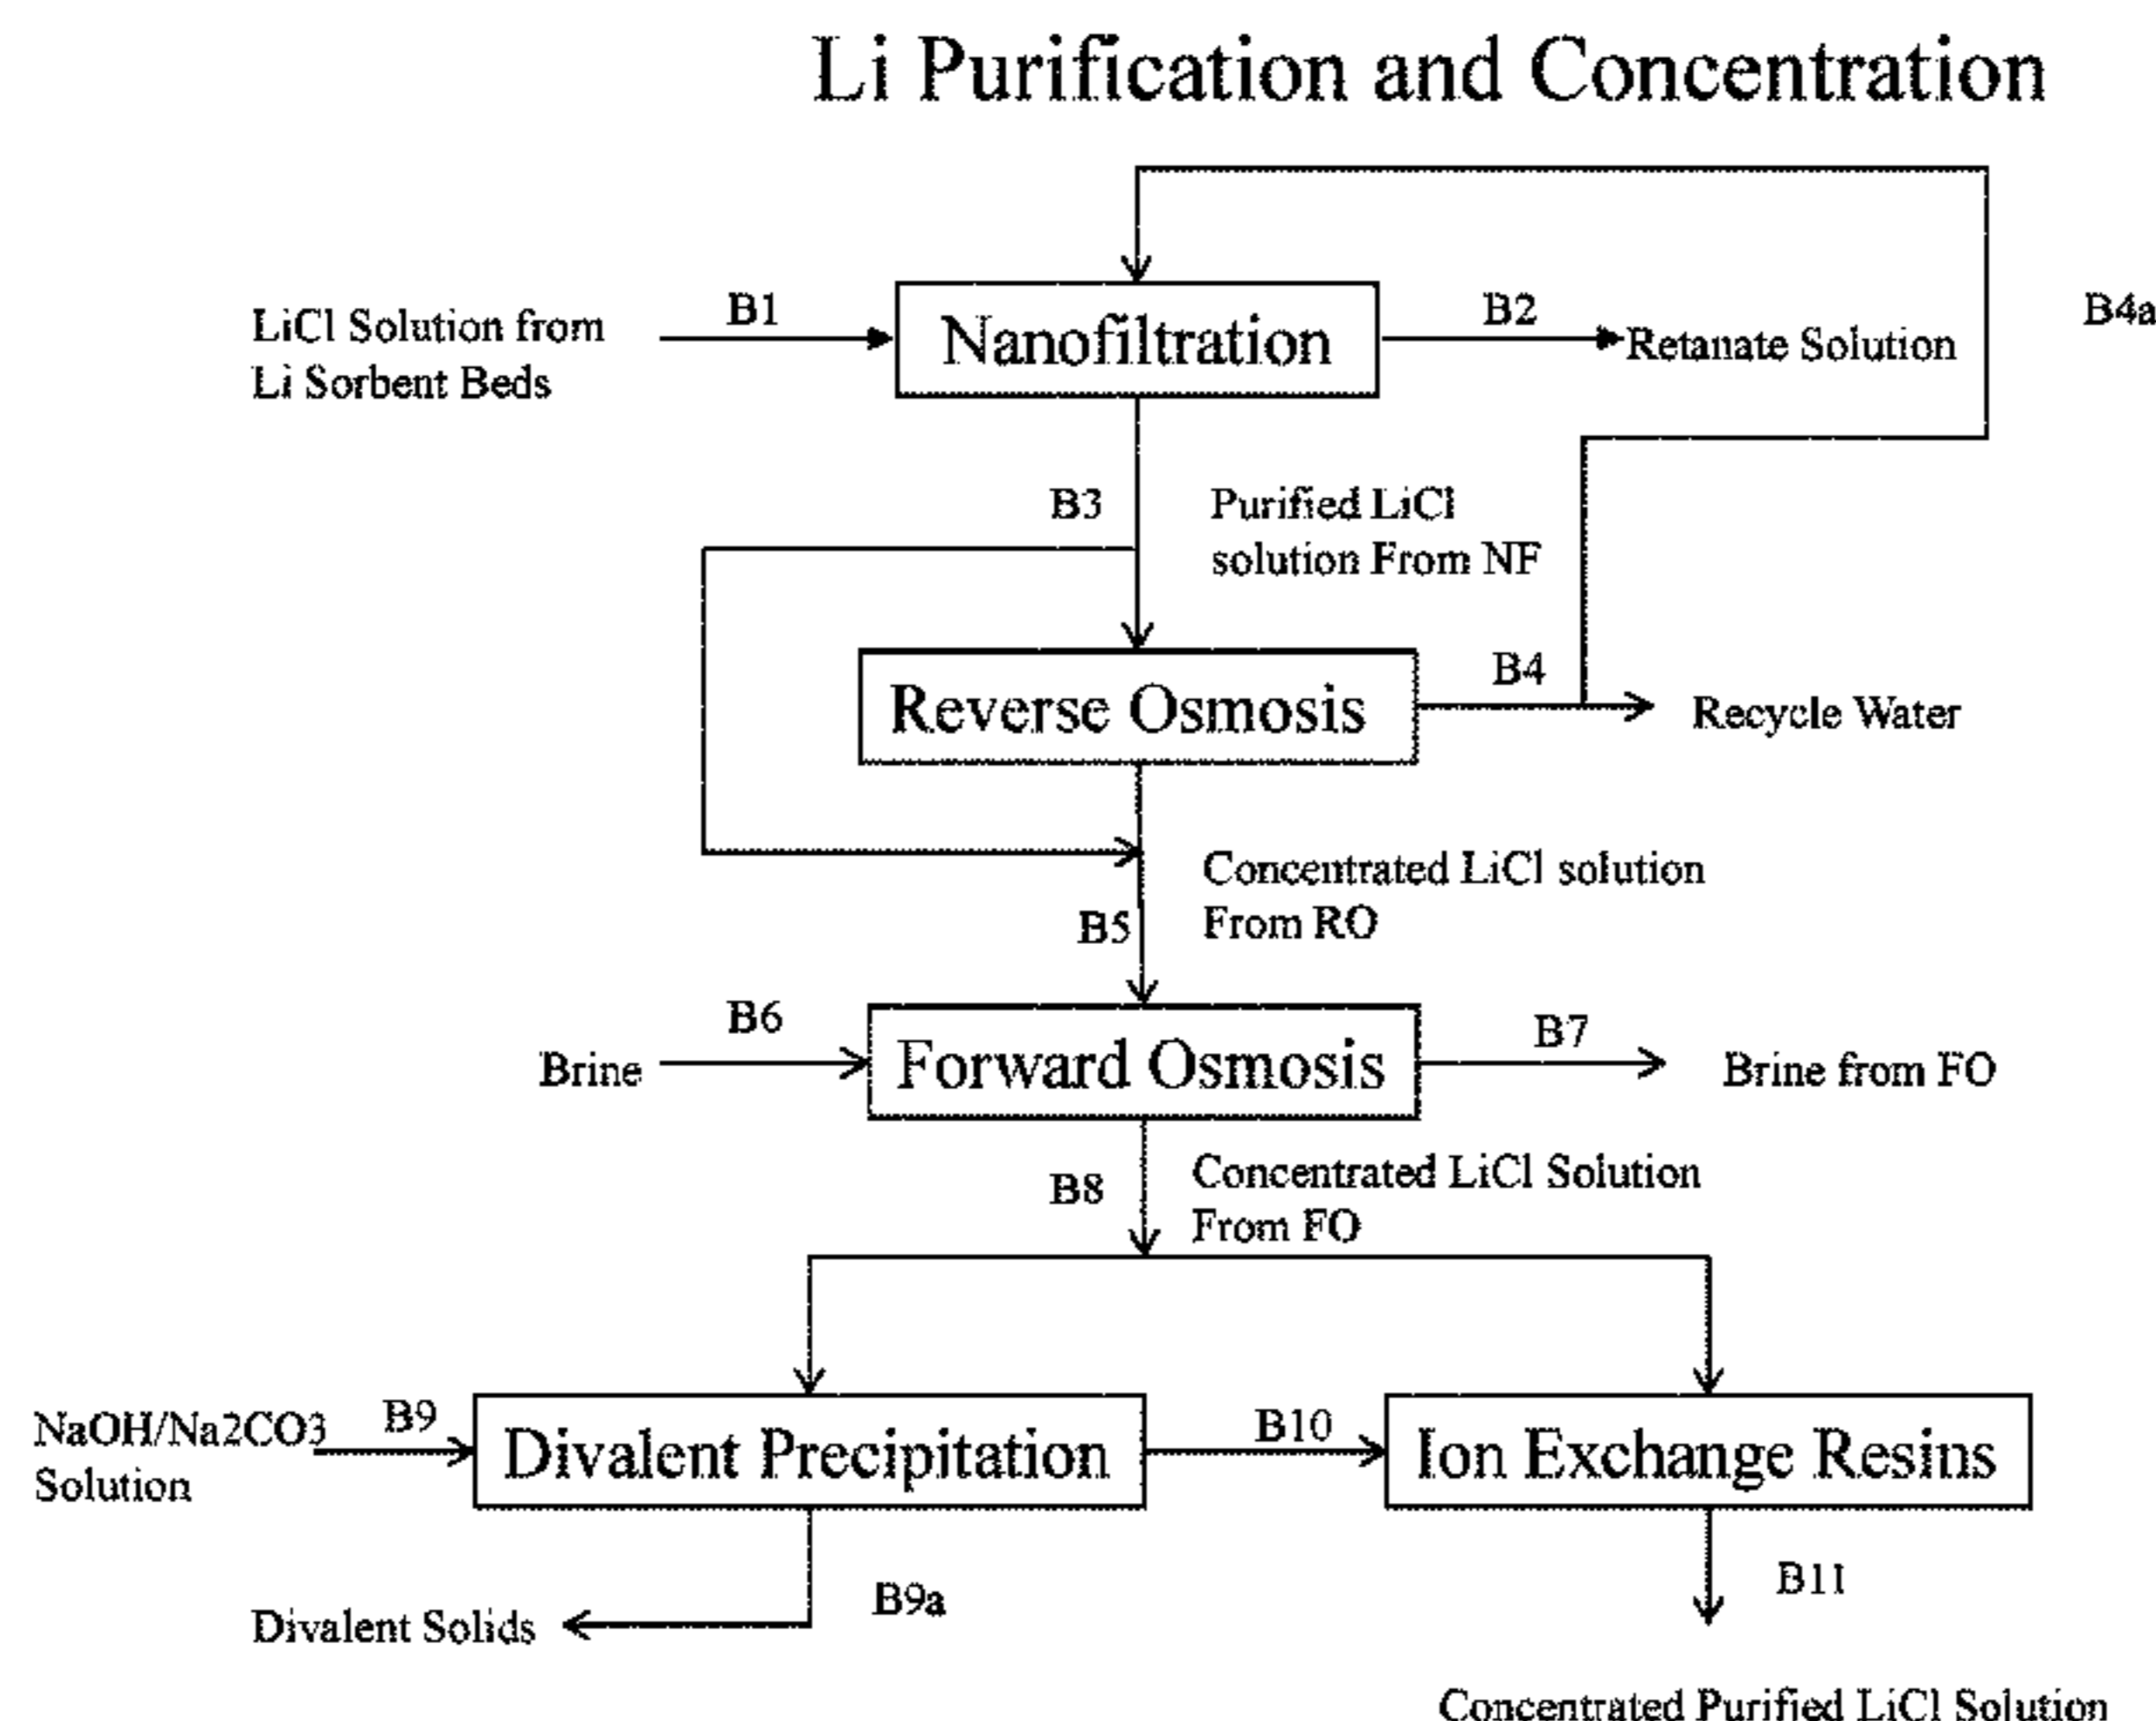 Li Purification and Concentration
B4a
LiCl Solution from
Li Sorbent Beds
B1
Nanofiltration
B2
Retanate Solution
B3
Purified LiCl
solution From NF
Reverse Osmosis
B4
Recycle Water
Concentrated LiCl solution
From RO
B5
Brine
B6
Forward Osmosis
B7
Brine from FO
B8
Concentrated LiCl Solution
From FO
NaOH/Na2CO3
Solution
B9
Divalent Precipitation
B10
Ion Exchange Resins
Divalent Solids
B9a
B11
Concentrated Purified LiCl Solution